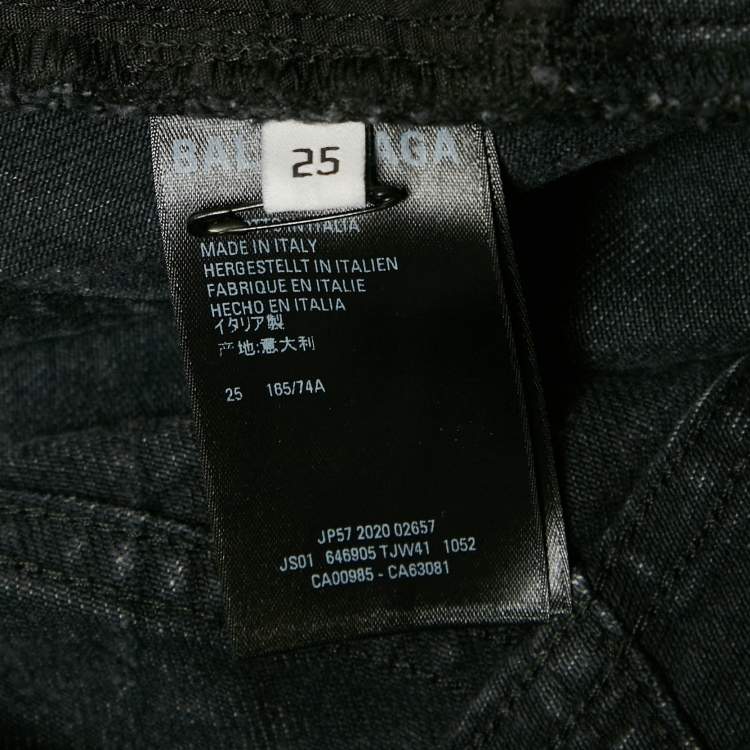 25
MADE IN ITALY
HERGESTELLT IN ITALIEN
FABRIQUE EN ITALIE
HECHO EN ITALIA
イタリア製
产地:意大利
25 165/74A
JP57 2020 02657
JS01 646905 TJW41 1052
CA00985 - CA63081